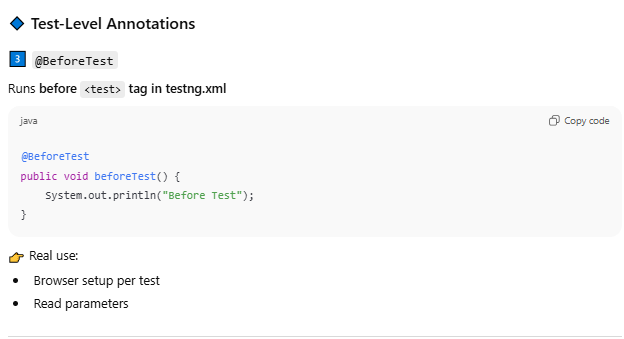 🔷 Test-Level Annotations
3️⃣ @BeforeTest
Runs before <test> tag in testng.xml
java Copy code
@BeforeTest
public void beforeTest() {
    System.out.println("Before Test");
}
👉 Real use:
• Browser setup per test
• Read parameters